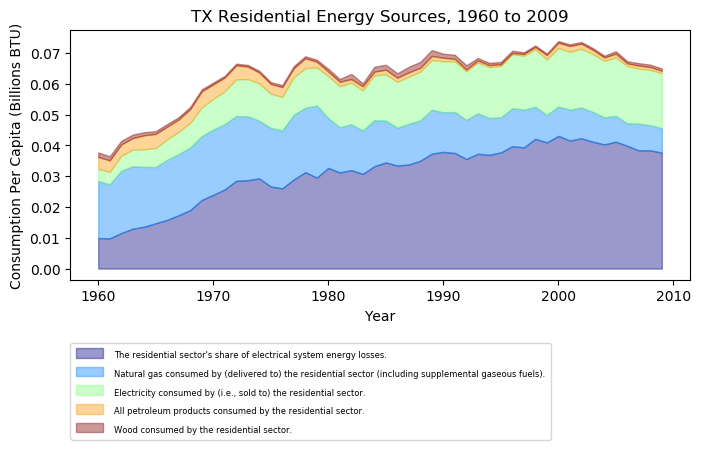 TX Residential Energy Sources, 1960 to 2009
Consumption Per Capita (Billions BTU)
0.07
0.06
0.05
0.04
0.03
0.02
0.01
0.00
1960 1970 1980 1990 2000 2010
Year
The residential sector's share of electrical system energy losses.
Natural gas consumed by (delivered to) the residential sector (including supplemental gaseous fuels).
Electricity consumed by (i.e., sold to) the residential sector.
All petroleum products consumed by the residential sector.
Wood consumed by the residential sector.